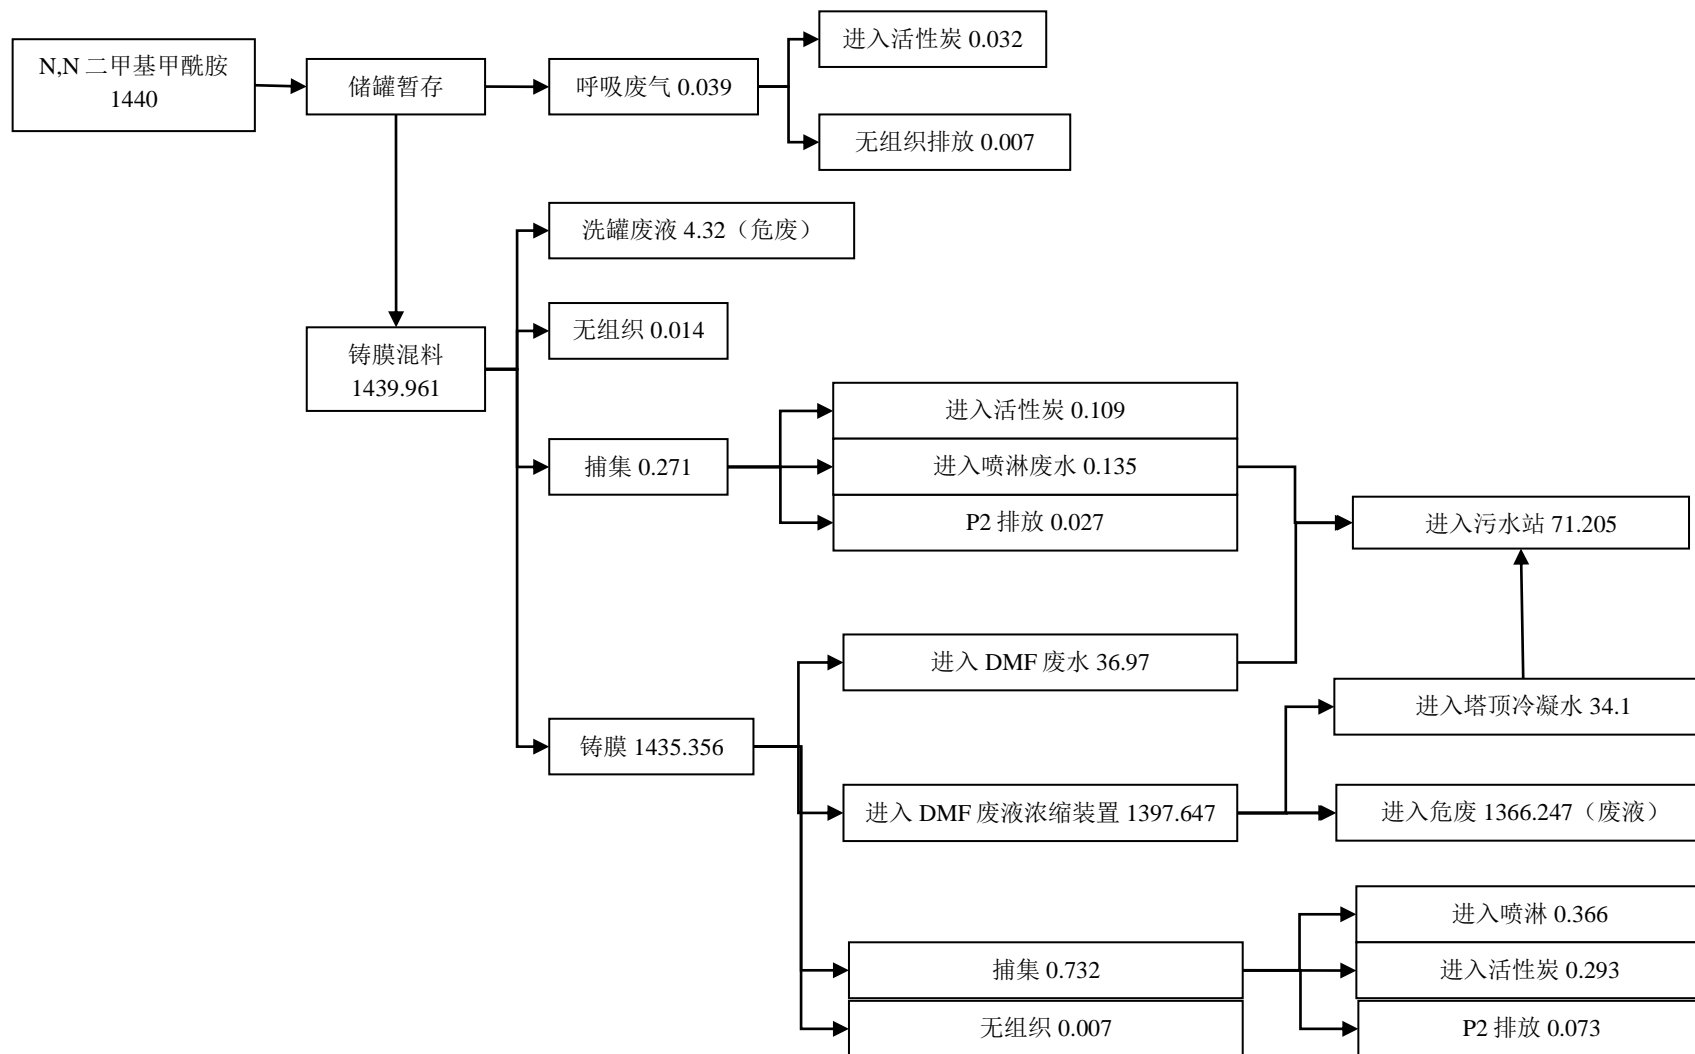 N,N 二甲基甲酰胺
1440
储罐暂存
呼吸废气 0.039
进入活性炭 0.032
无组织排放 0.007
洗罐废液 4.32（危废）
无组织 0.014
铸膜混料
1439.961
捕集 0.271
进入活性炭 0.109
进入喷淋废水 0.135
P2 排放 0.027
进入污水站 71.205
进入 DMF 废水 36.97
进入塔顶冷凝水 34.1
铸膜 1435.356
进入 DMF 废液浓缩装置 1397.647
进入危废 1366.247（废液）
捕集 0.732
进入喷淋 0.366
进入活性炭 0.293
无组织 0.007
P2 排放 0.073